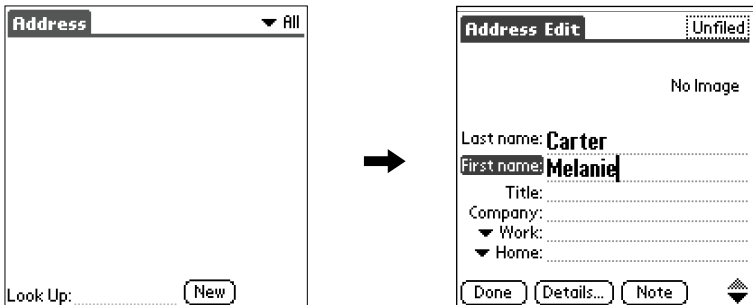 Address All
Look Up: New
Address Edit Unfiled
No Image
Last name: Carter
First name: Melanie
Title:
Company:
Work:
Home:
Done Details... Note